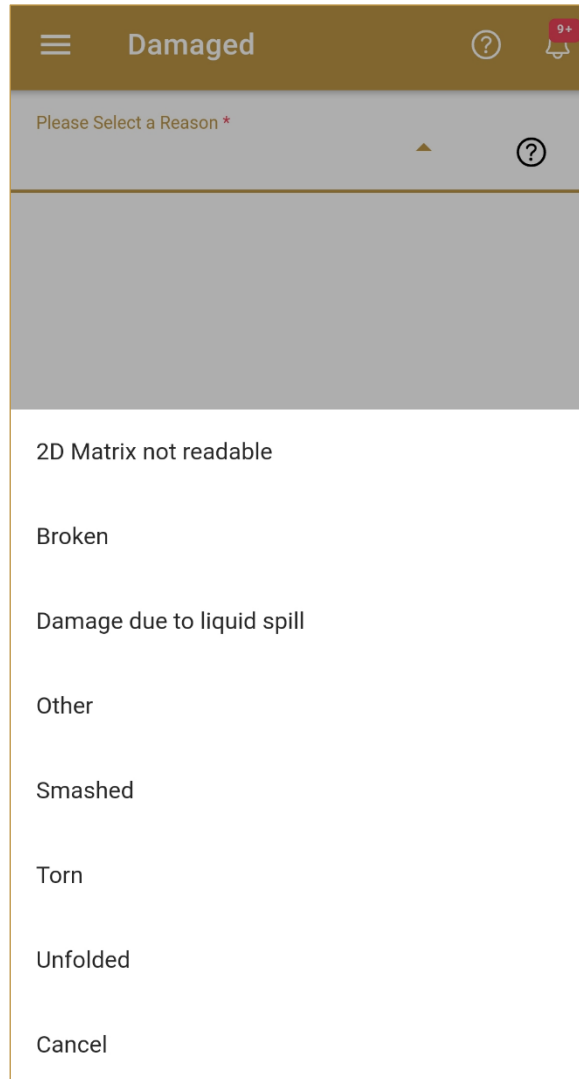 Damaged
9+
Please Select a Reason *
2D Matrix not readable
Broken
Damage due to liquid spill
Other
Smashed
Torn
Unfolded
Cancel